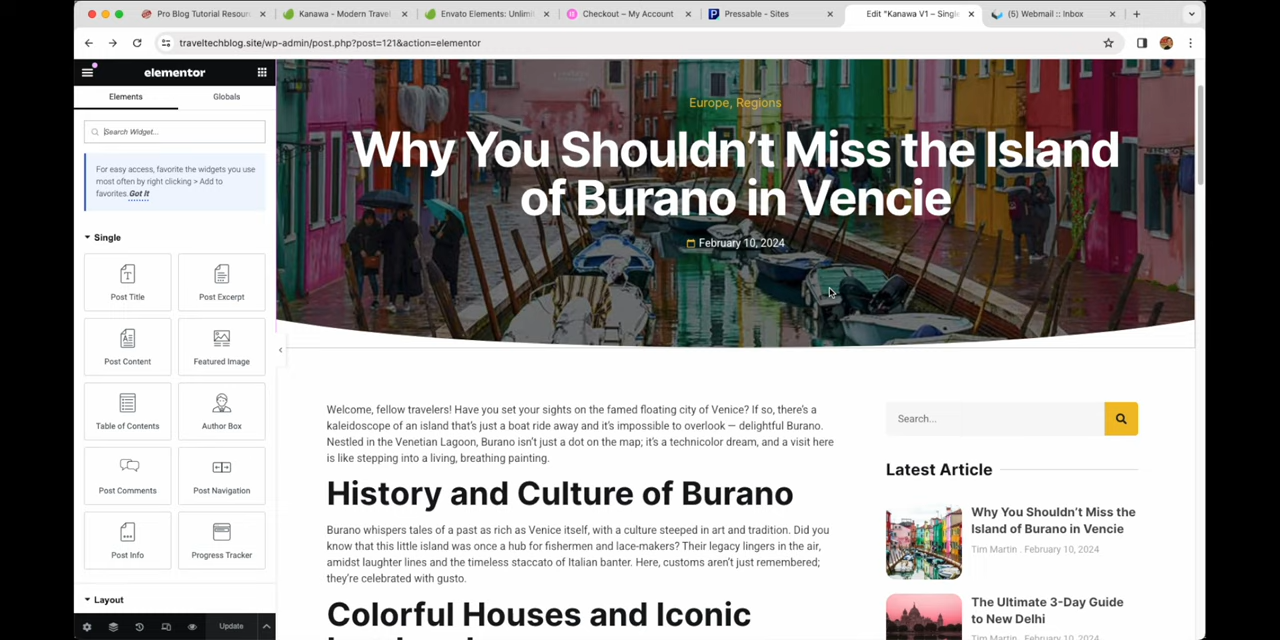 Pro Blog Tutorial Resour
Kanawa - Modern Travel
Envato Elements: Unlimi
Checkout – My Account
Pressable - Sites
Edit "Kanawa V1 – Single
(5) Webmail :: Inbox
traveltechblog.site/wp-admin/post.php?post=121&action=elementor
elementor
Elements
Globals
Search Widget...
For easy access, favorite the widgets you
use most often by right clicking > Add to
favorites. Got It
Single
Post Title
Post Excerpt
Post Content
Featured Image
Table of Contents
Author Box
Post Comments
Post Navigation
Post Info
Progress Tracker
Layout
Update
Europe, Regions
Why You Shouldn't Miss the Island
of Burano in Vencie
February 10, 2024
Welcome, fellow travelers! Have you set your sights on the famed floating city of Venice? If so, there's a
kaleidoscope of an island that's just a boat ride away and it's impossible to overlook — delightful Burano.
Nestled in the Venetian Lagoon, Burano isn't just a dot on the map; it's a technicolor dream, and a visit here
is like stepping into a living, breathing painting.
History and Culture of Burano
Burano whispers tales of a past as rich as Venice itself, with a culture steeped in art and tradition. Did you
know that this little island was once a hub for fishermen and lace-makers? Their legacy lingers in the air,
amidst laughter lines and the timeless staccato of Italian banter. Here, customs aren't just remembered;
they're celebrated with gusto.
Colorful Houses and Iconic
Search...
Latest Article
Why You Shouldn't Miss the
Island of Burano in Vencie
Tim Martin . February 10, 2024
The Ultimate 3-Day Guide
to New Delhi
Tim Martin . February 10, 2024